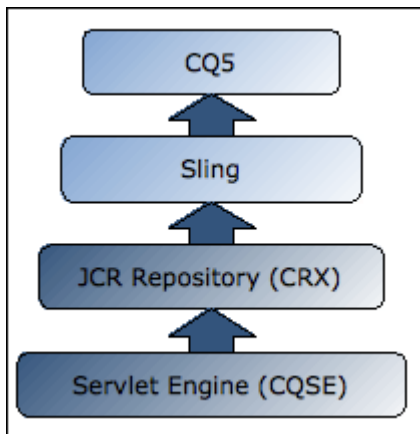 CQ5
Sling
JCR Repository (CRX)
Servlet Engine (CQSE)